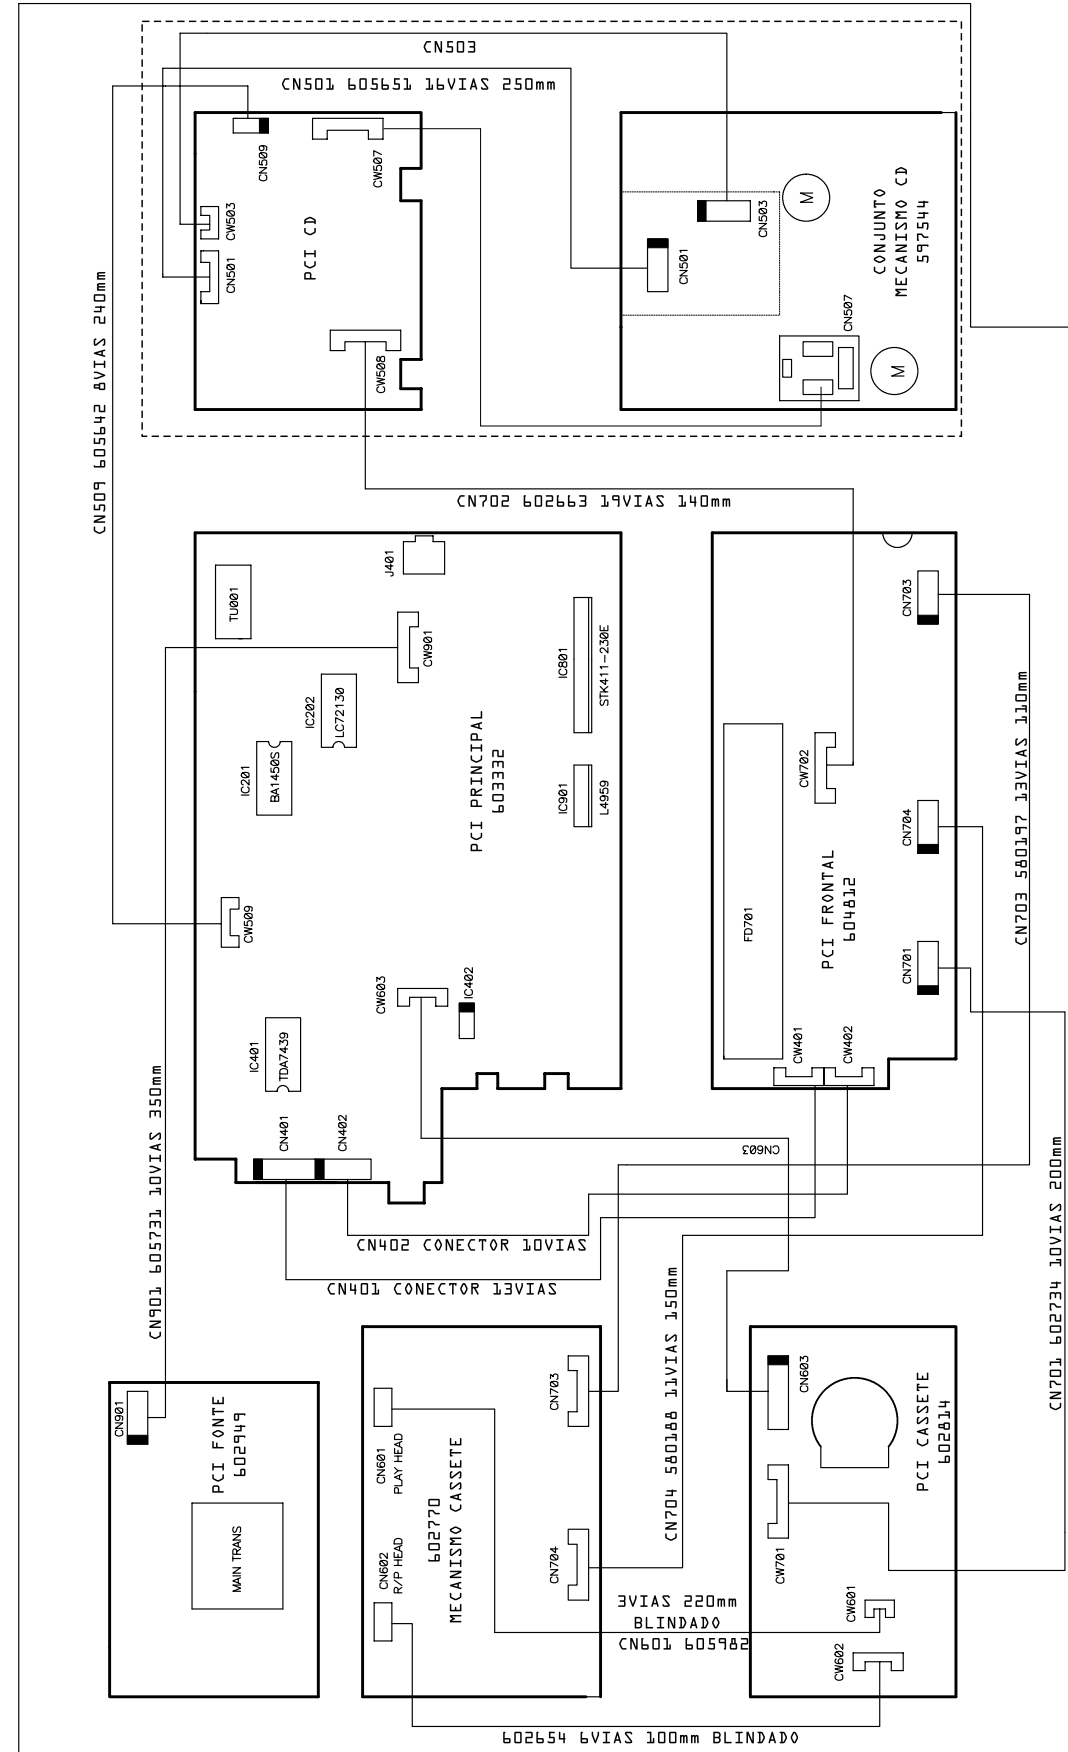 CN503
CN501 605651 16VIAS 250mm
CN509
CW507
CW503
CN501
PCI CD
CW508
CN509 605642 8VIAS 240mm
CN503
CN501
M
CONJUNTO
MECANISMO CD
597544
CN507
M
CN702 602663 19VIAS 140mm
TU001
J401
CW901
IC801
STK411-230E
IC202
LC72130
IC201
BA1450S
PCI PRINCIPAL
603332
IC901
L4959
CW509
CW603
IC402
IC401
TDA7439
CN401
CN402
CN703
CW702
CN704
FD701
PCI FRONTAL
604812
CN701
CW401
CW402
CN703 580197 13VIAS 110mm
CN603
CN402 CONECTOR 10VIAS
CN401 CONECTOR 13VIAS
CN901 605731 10VIAS 350mm
CN704 580188 11VIAS 150mm
CN701 602734 10VIAS 200mm
CN901
PCI FONTE
602949
MAIN TRANS
CN601
PLAY HEAD
CN602
R/P HEAD
602770
MECANISMO CASSETE
CN703
CN704
CN603
PCI CASSETE
602814
CW701
CW601
CW602
3VIAS 220mm
BLINDADO
CN601 605982
602654 6VIAS 100mm BLINDADO